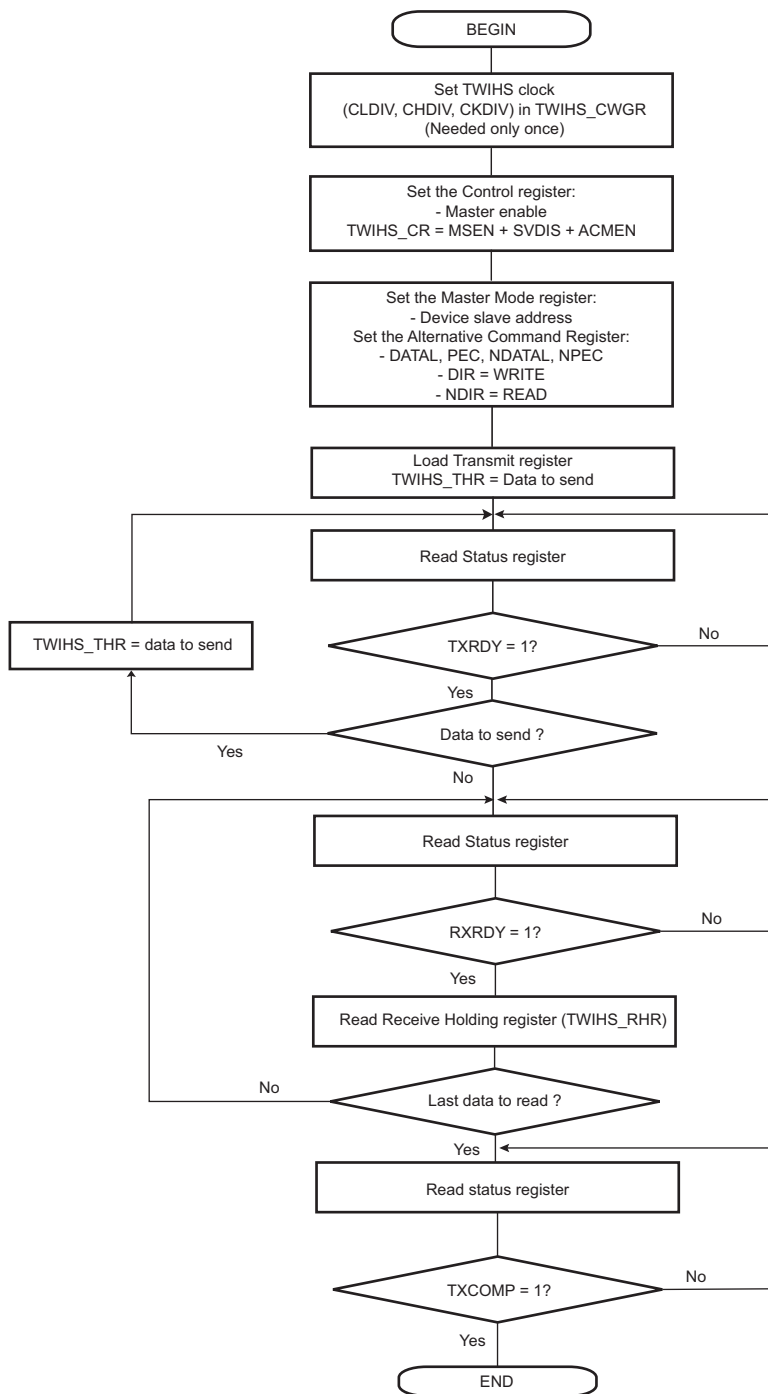 BEGIN
Set TWIHS clock
(CLDIV, CHDIV, CKDIV) in TWIHS_CWGR
(Needed only once)
Set the Control register:
- Master enable
TWIHS_CR = MSEN + SVDIS + ACMEN
Set the Master Mode register:
- Device slave address
Set the Alternative Command Register:
- DATAL, PEC, NDATAL, NPEC
- DIR = WRITE
- NDIR = READ
Load Transmit register
TWIHS_THR = Data to send
Read Status register
TWIHS_THR = data to send
TXRDY = 1?
No
Yes
Data to send ?
Yes
No
Read Status register
RXRDY = 1?
No
Yes
Read Receive Holding register (TWIHS_RHR)
No
Last data to read ?
Yes
Read status register
TXCOMP = 1?
No
Yes
END